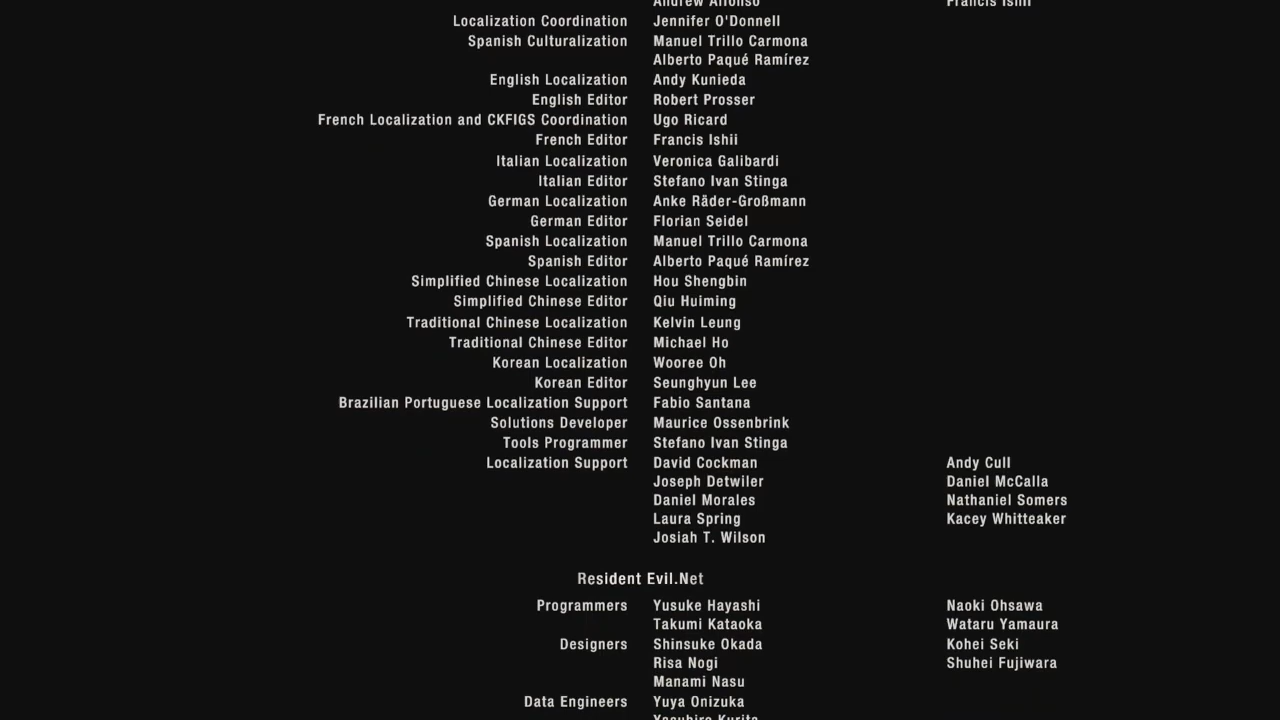 Andrew Alfonso Francis Ishii
Localization Coordination Jennifer O'Donnell
Spanish Culturalization Manuel Trillo Carmona
Alberto Paqué Ramírez
English Localization Andy Kunieda
English Editor Robert Prosser
French Localization and CKFIGS Coordination Ugo Ricard
French Editor Francis Ishii
Italian Localization Veronica Galibardi
Italian Editor Stefano Ivan Stinga
German Localization Anke Räder-Großmann
German Editor Florian Seidel
Spanish Localization Manuel Trillo Carmona
Spanish Editor Alberto Paqué Ramírez
Simplified Chinese Localization Hou Shengbin
Simplified Chinese Editor Qiu Huiming
Traditional Chinese Localization Kelvin Leung
Traditional Chinese Editor Michael Ho
Korean Localization Wooree Oh
Korean Editor Seunghyun Lee
Brazilian Portuguese Localization Support Fabio Santana
Solutions Developer Maurice Ossenbrink
Tools Programmer Stefano Ivan Stinga
Localization Support David Cockman Andy Cull
Joseph Detwiler Daniel McCalla
Daniel Morales Nathaniel Somers
Laura Spring Kacey Whitteaker
Josiah T. Wilson
Resident Evil.Net
Programmers Yusuke Hayashi Naoki Ohsawa
Takumi Kataoka Wataru Yamaura
Designers Shinsuke Okada Kohei Seki
Risa Nogi Shuhei Fujiwara
Manami Nasu
Data Engineers Yuya Onizuka
Yasuhiro Kurita